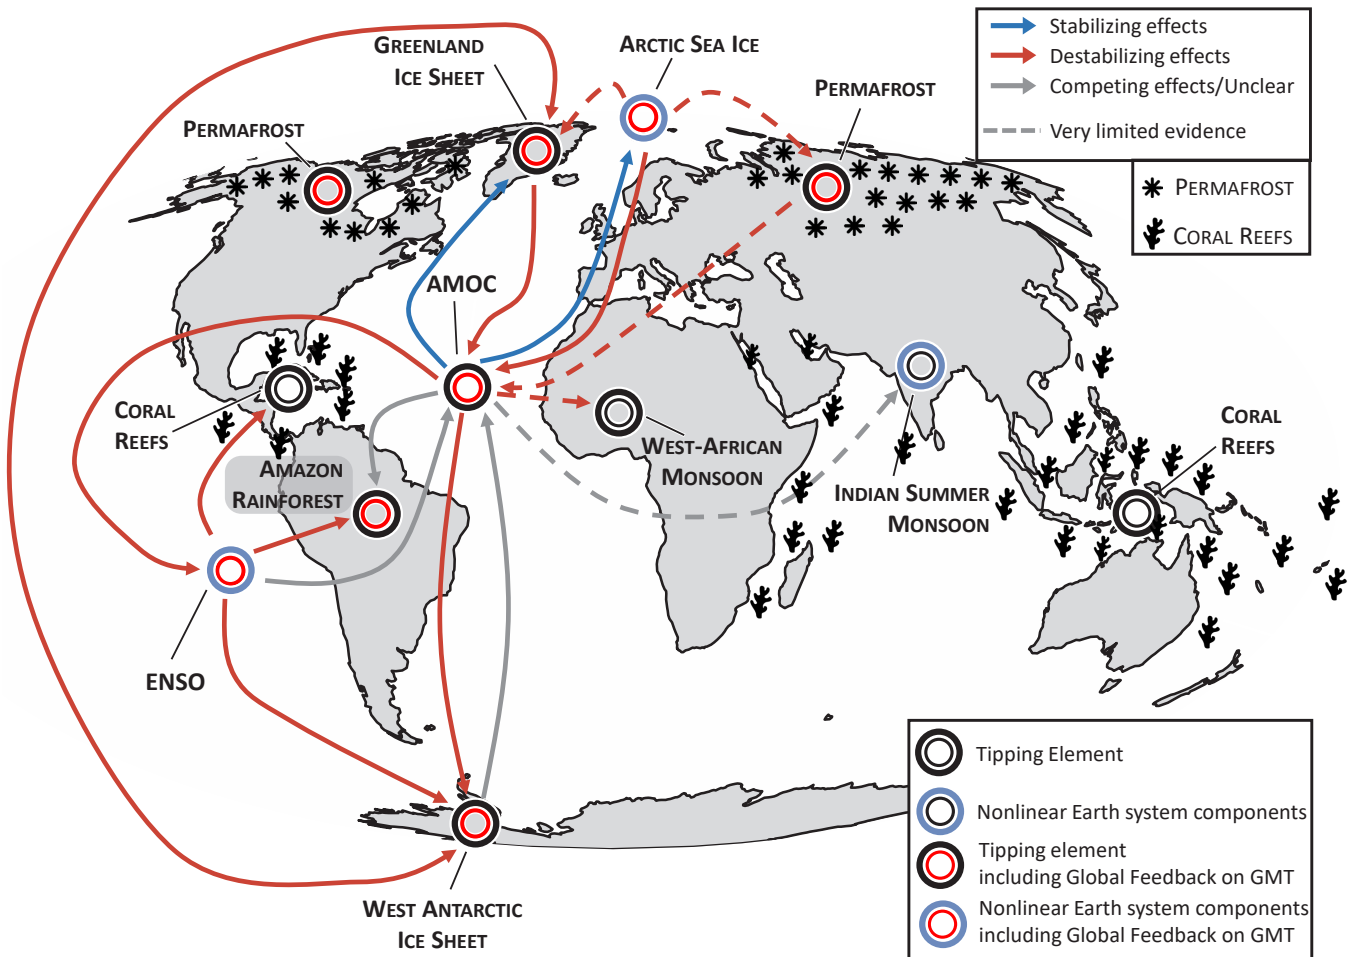 Stabilizing effects
Destabilizing effects
Competing effects/Unclear
Very limited evidence
PERMAFROST
CORAL REEFS
GREENLAND
ICE SHEET
ARCTIC SEA ICE
PERMAFROST
PERMAFROST
AMOC
CORAL
REEFS
AMAZON
RAINFOREST
WEST-AFRICAN
MONSOON
INDIAN SUMMER
MONSOON
CORAL
REEFS
ENSO
WEST ANTARCTIC
ICE SHEET
Tipping Element
Nonlinear Earth system components
Tipping element
including Global Feedback on GMT
Nonlinear Earth system components
including Global Feedback on GMT